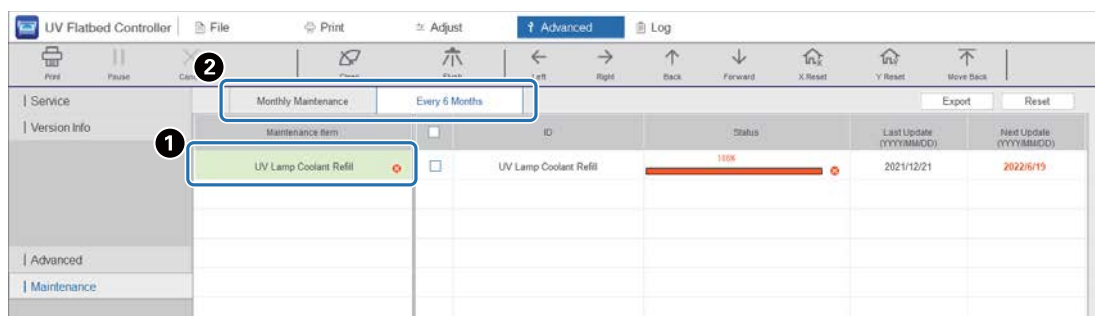 UV Flatbed Controller File Print Adjust Advanced Log
Print Pause Left Right Back Forward X.Reset Y Reset Move Back
2
Service Monthly Maintenance Every 6 Months Export Reset
Version Info
1
Maintenance Item ID Status Last Update (YYYY/MM/DD) Next Update (YYYY/MM/DD)
UV Lamp Coolant Refill UV Lamp Coolant Refill 100% 2021/12/21 2022/6/19
Advanced
Maintenance